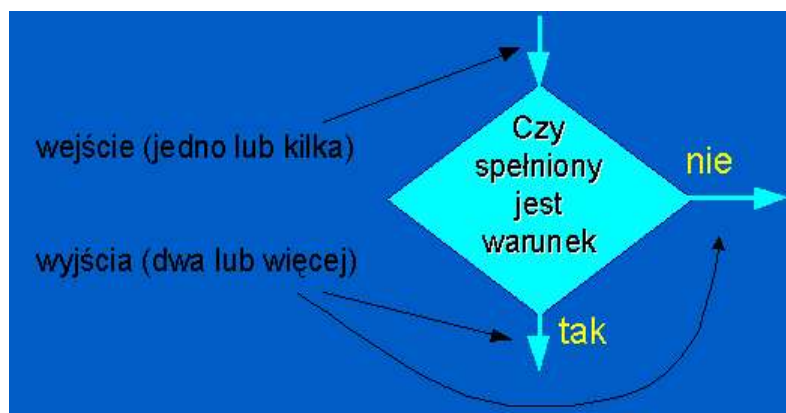 wejście (jedno lub kilka)
Czy
spełniony
jest
warunek
nie
wyjścia (dwa lub więcej)
tak